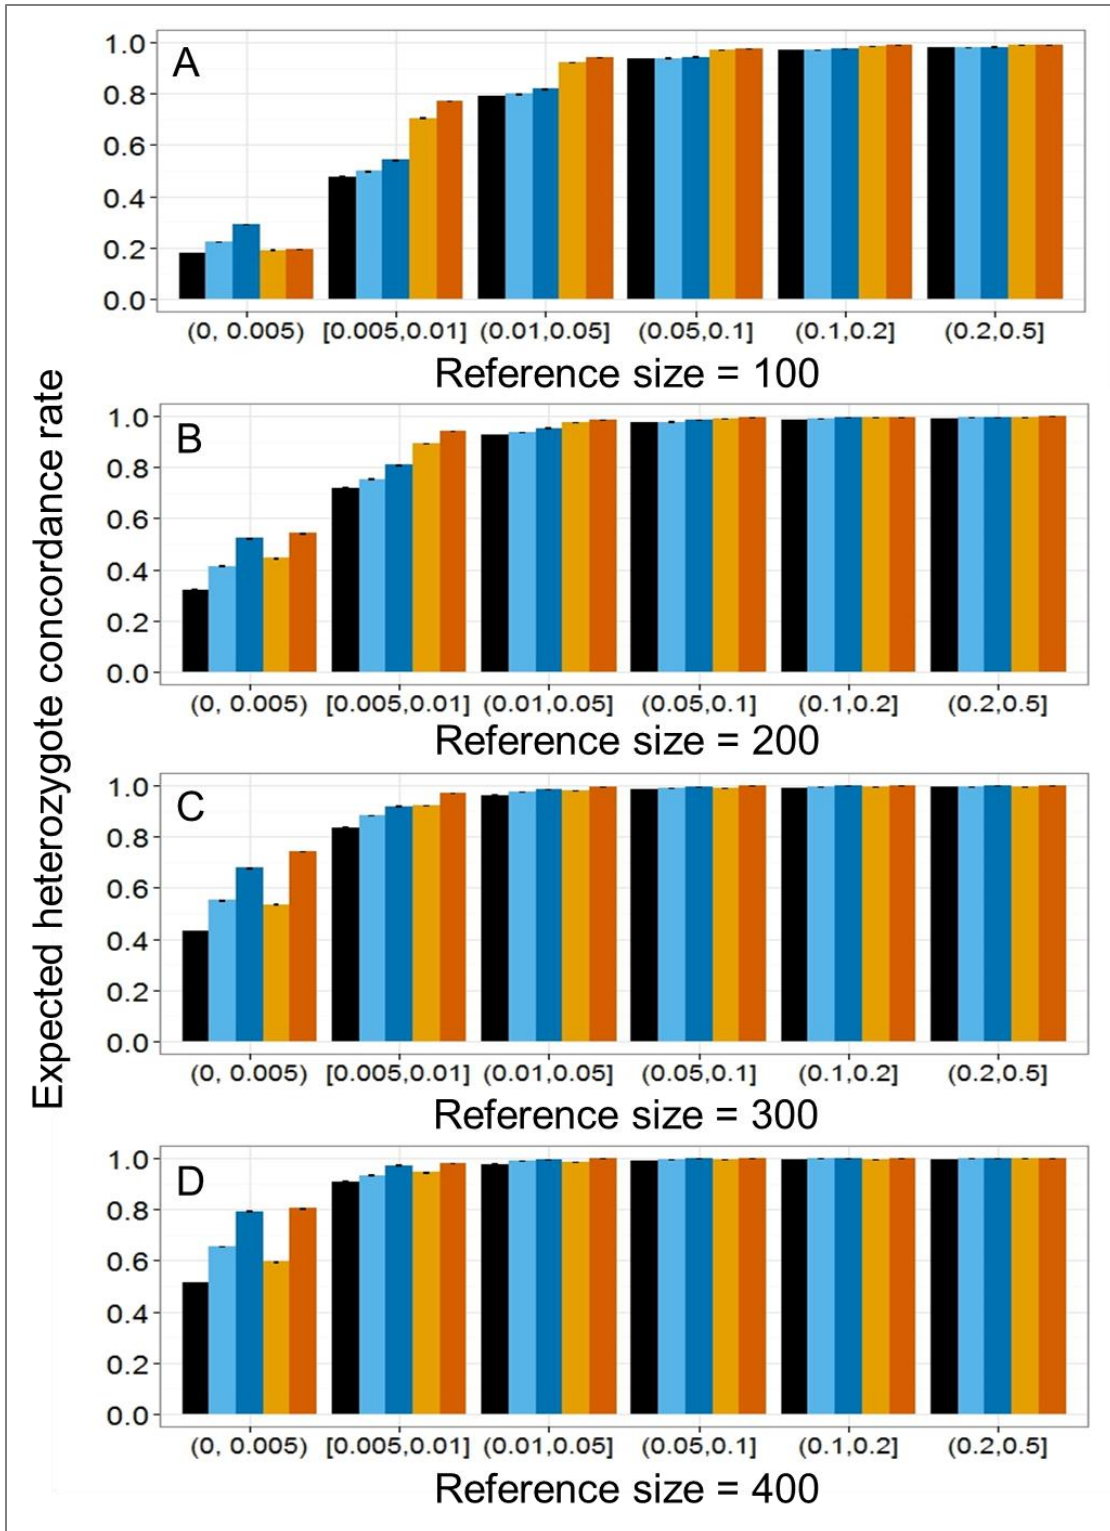 Expected heterozygote concordance rate
A
1.0
0.8
0.6
0.4
0.2
0.0
(0, 0.005) [0.005,0.01] (0.01,0.05] (0.05,0.1] (0.1,0.2] (0.2,0.5]
Reference size = 100
B
1.0
0.8
0.6
0.4
0.2
0.0
(0, 0.005) [0.005,0.01] (0.01,0.05] (0.05,0.1] (0.1,0.2] (0.2,0.5]
Reference size = 200
C
1.0
0.8
0.6
0.4
0.2
0.0
(0, 0.005) [0.005,0.01] (0.01,0.05] (0.05,0.1] (0.1,0.2] (0.2,0.5]
Reference size = 300
D
1.0
0.8
0.6
0.4
0.2
0.0
(0, 0.005) [0.005,0.01] (0.01,0.05] (0.05,0.1] (0.1,0.2] (0.2,0.5]
Reference size = 400